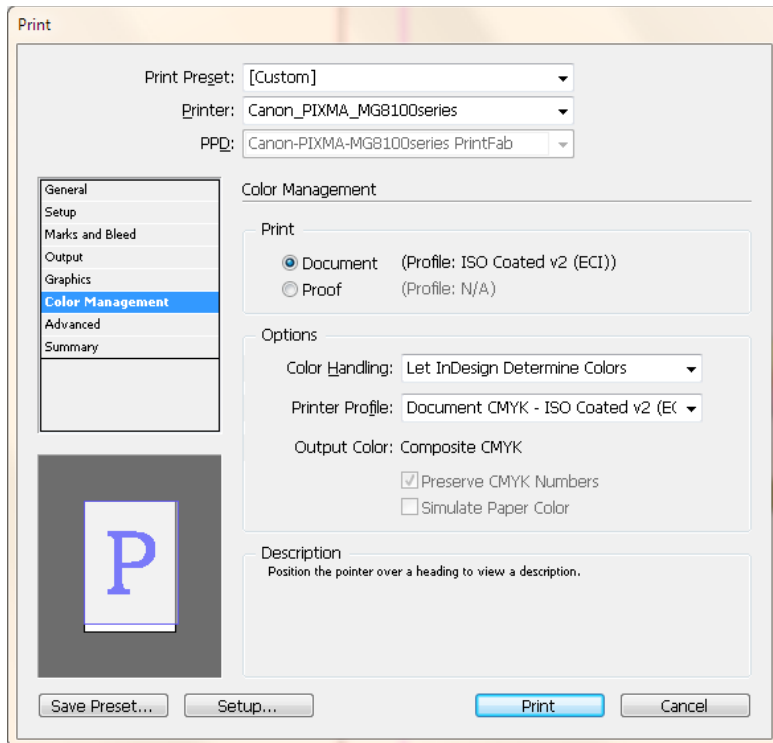 Print
Print Preset: [Custom]
Printer: Canon_PIXMA_MG8100series
PPD: Canon-PIXMA-MG8100series PrintFab
General
Setup
Marks and Bleed
Output
Graphics
Color Management
Advanced
Summary
Color Management
Print
Document (Profile: ISO Coated v2 (ECI))
Proof (Profile: N/A)
Options
Color Handling: Let InDesign Determine Colors
Printer Profile: Document CMYK - ISO Coated v2 (E(
Output Color: Composite CMYK
Preserve CMYK Numbers
Simulate Paper Color
Description
Position the pointer over a heading to view a description.
P
Save Preset...
Setup...
Print
Cancel